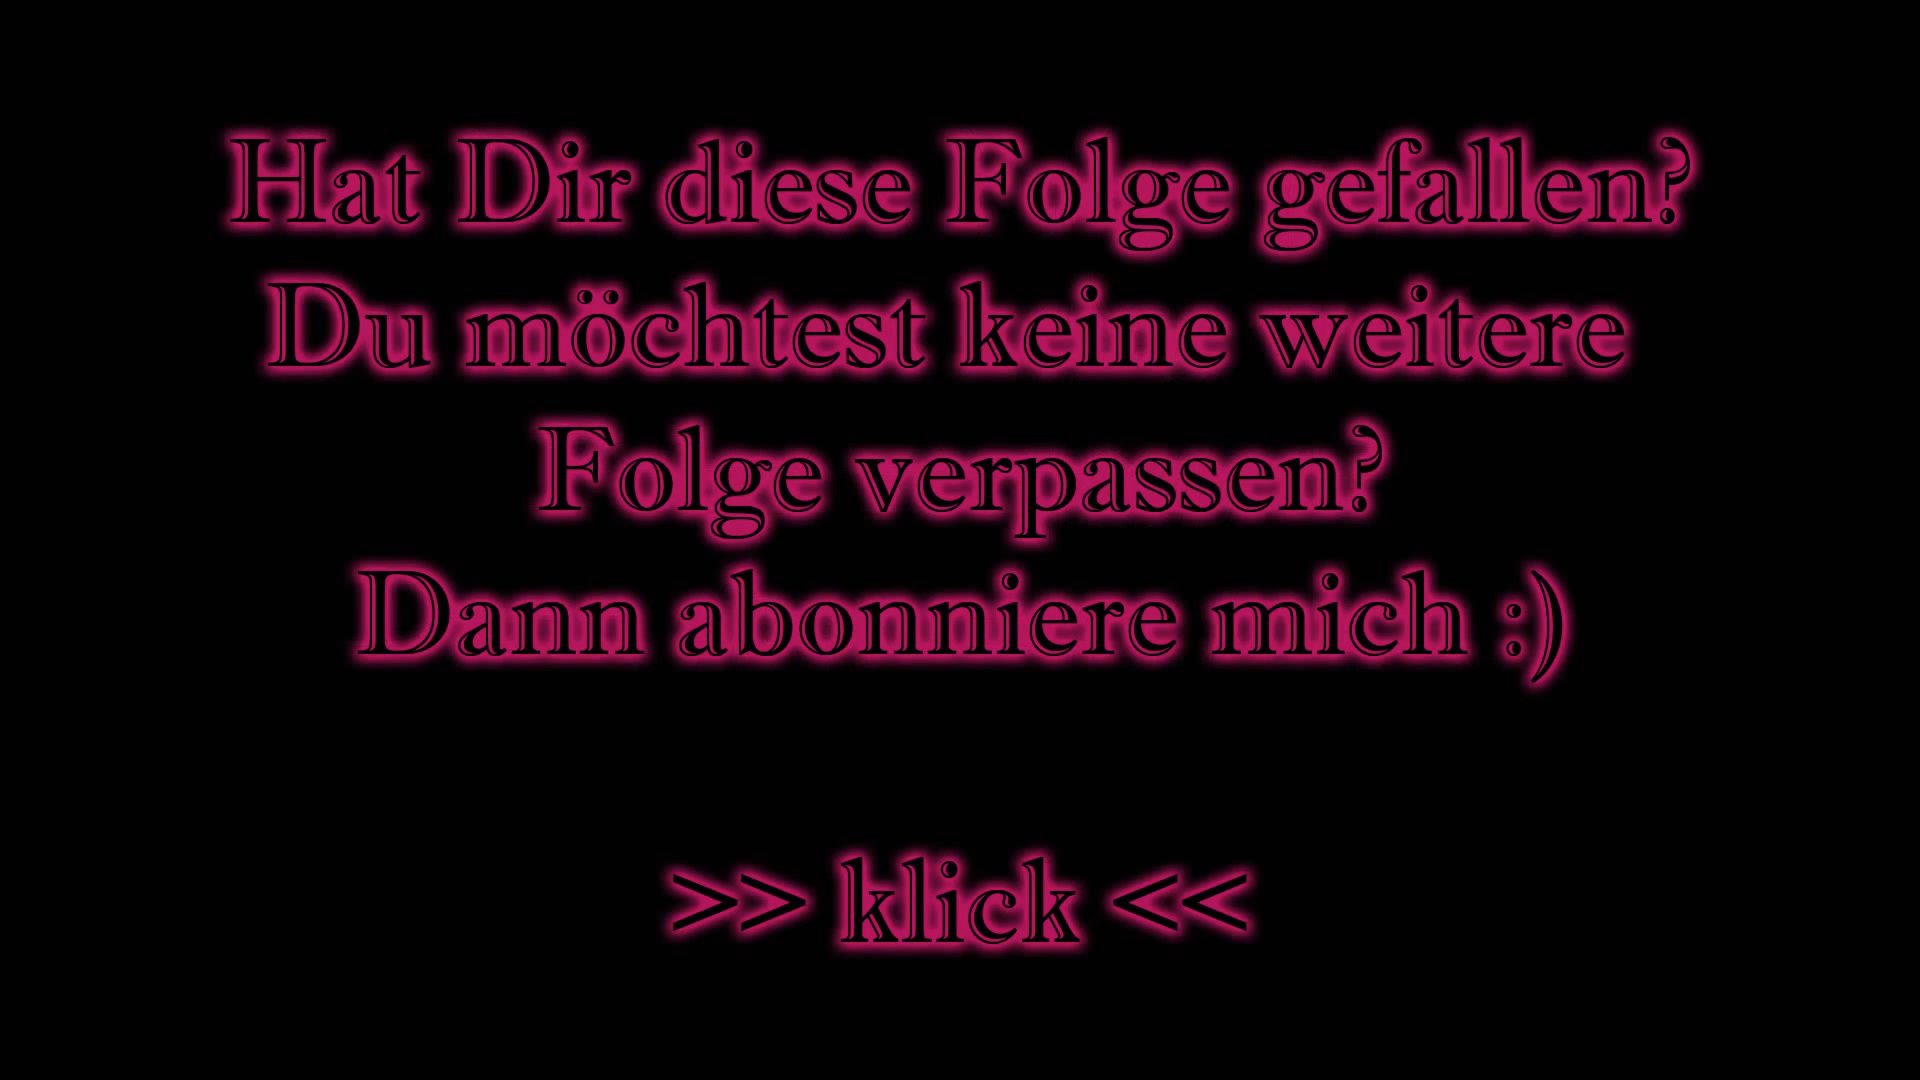 Hat Dir diese Folge gefallen?
Du möchtest keine weitere
Folge verpassen?
Dann abonniere mich :)
>> klick <<